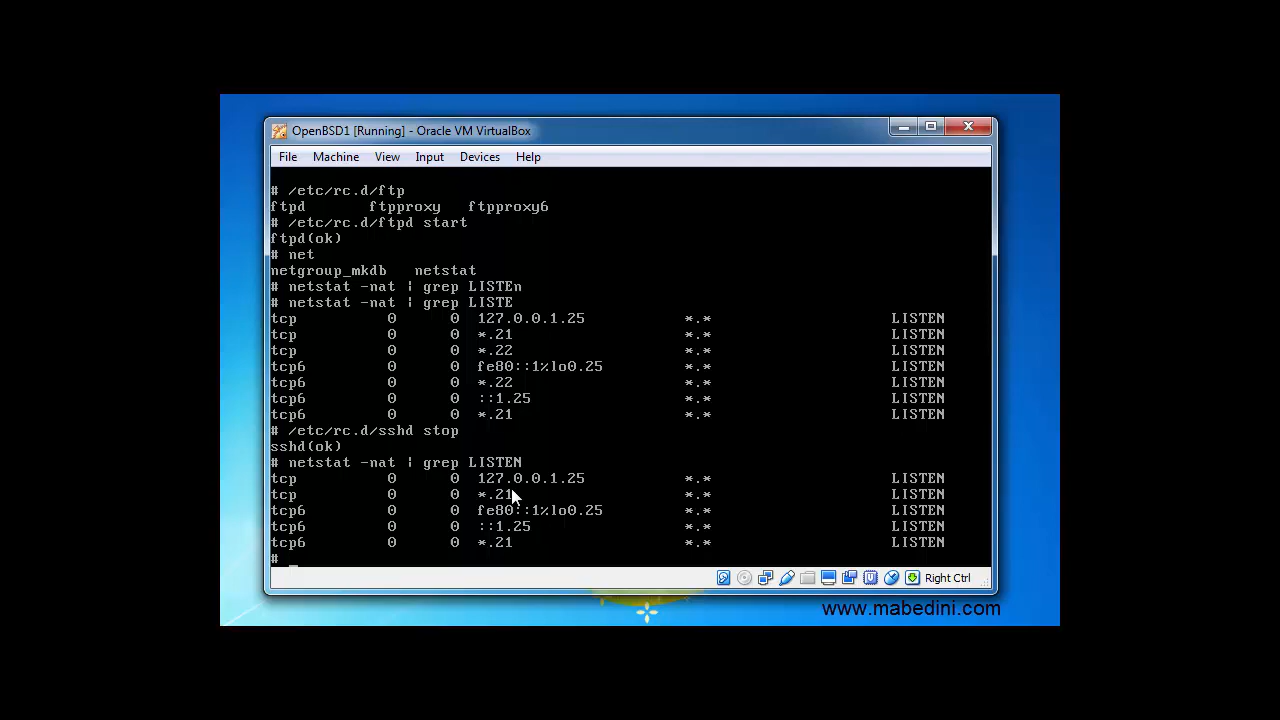 OpenBSD1 [Running] - Oracle VM VirtualBox
File Machine View Input Devices Help
# /etc/rc.d/ftp
ftpd ftpproxy ftpproxy6
# /etc/rc.d/ftpd start
ftpd(ok)
# net
netgroup_mkdb netstat
# netstat -nat | grep LISTEn
# netstat -nat | grep LISTE
tcp 0 0 127.0.0.1.25 *.* LISTEN
tcp 0 0 *.21 *.* LISTEN
tcp 0 0 *.22 *.* LISTEN
tcp6 0 0 fe80::1%lo0.25 *.* LISTEN
tcp6 0 0 *.22 *.* LISTEN
tcp6 0 0 ::1.25 *.* LISTEN
tcp6 0 0 *.21 *.* LISTEN
# /etc/rc.d/sshd stop
sshd(ok)
# netstat -nat | grep LISTEN
tcp 0 0 127.0.0.1.25 *.* LISTEN
tcp 0 0 *.21 *.* LISTEN
tcp6 0 0 fe80::1%lo0.25 *.* LISTEN
tcp6 0 0 ::1.25 *.* LISTEN
tcp6 0 0 *.21 *.* LISTEN
# _
Right Ctrl
www.mabedini.com